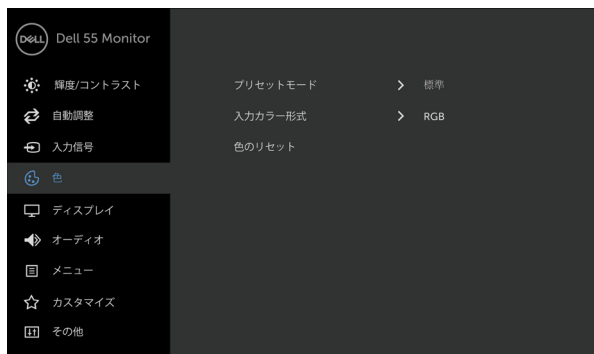 DELL Dell 55 Monitor
輝度/コントラスト
自動調整
入力信号
色
ディスプレイ
オーディオ
メニュー
カスタマイズ
その他
プリセットモード 標準
入力カラー形式 RGB
色のリセット